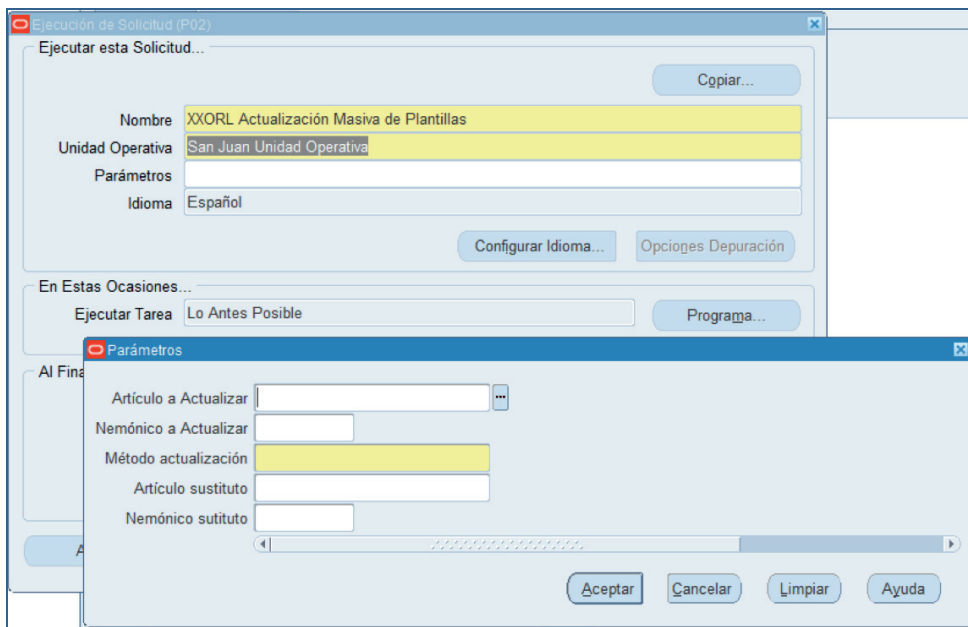 Ejecución de Solicitud (P02)
Ejecutar esta Solicitud...
Copiar...
Nombre XXORL Actualización Masiva de Plantillas
Unidad Operativa San Juan Unidad Operativa
Parámetros
Idioma Español
Configurar Idioma... Opciones Depuración
En Estas Ocasiones...
Ejecutar Tarea Lo Antes Posible Programa...
Parámetros
Al Fina
Artículo a Actualizar
Nemónico a Actualizar
Método actualización
Artículo sustituto
Nemónico sutituto
A
Aceptar Cancelar Limpiar Ayuda